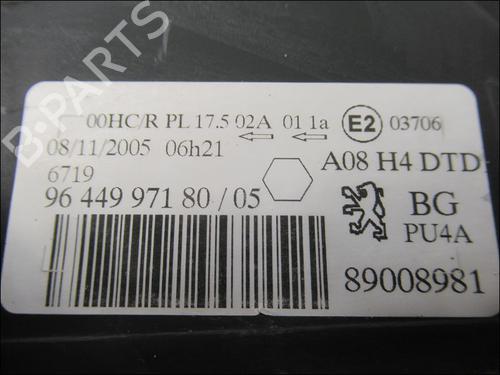 B-PARTS
00HC/R PL 17.5 02A 01 1a E2 03706
08/11/2005 06h21
6719
A08 H4 DTD
96 449 971 80/05
BG
PU4A
89008981